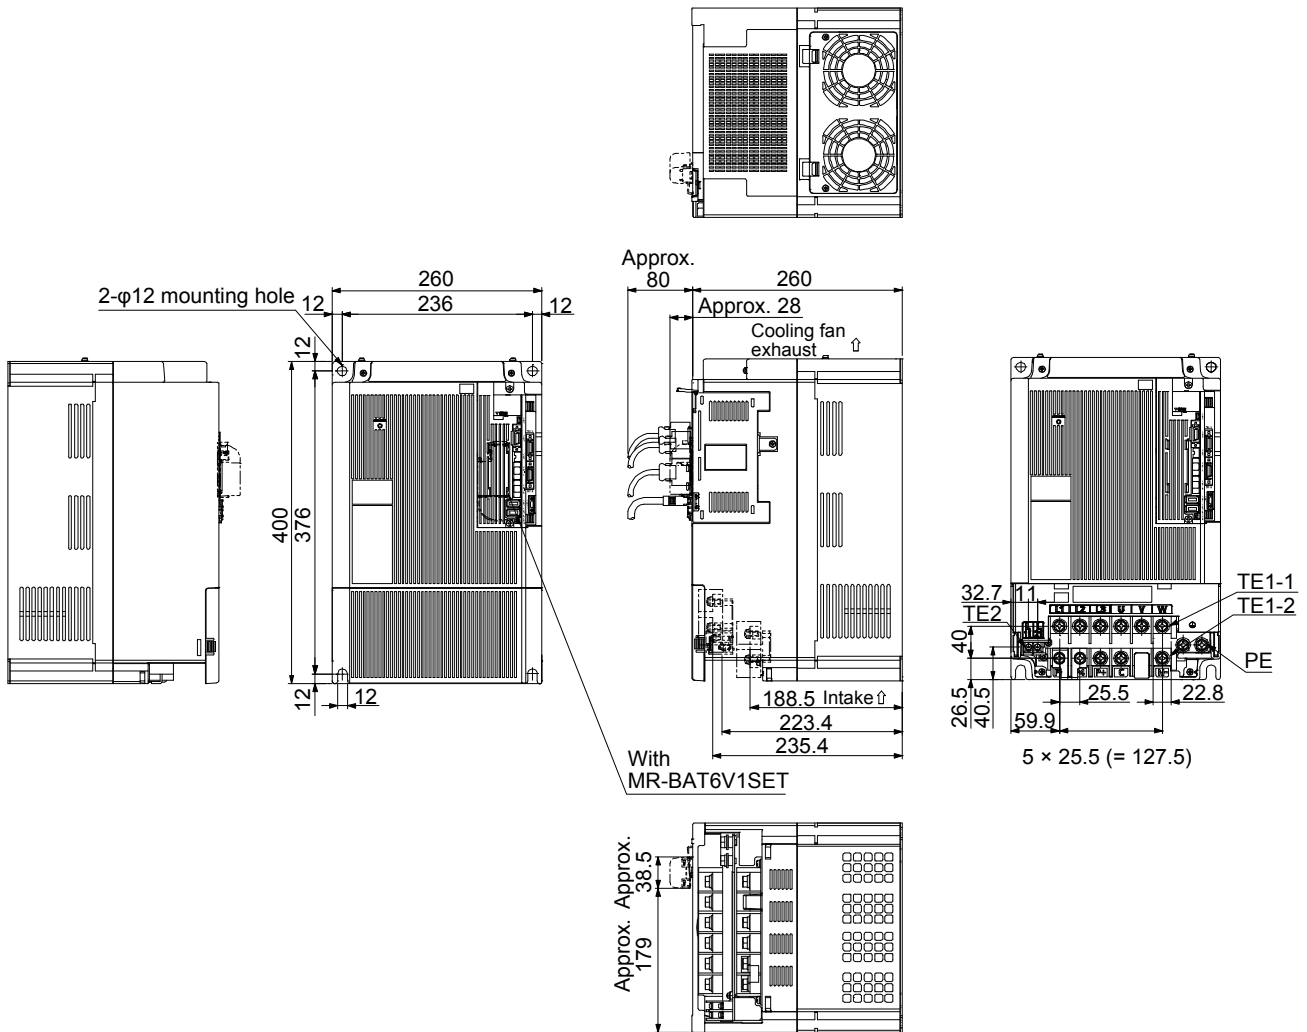 Approx.
80
260
260
2-φ12 mounting hole
12
236
12
Approx. 28
Cooling fan
exhaust
12
400
376
12
12
188.5
Intake
223.4
235.4
With
MR-BAT6V1SET
32.7
11
TE2
L1 L2 L3 U V W
TE1-1
TE1-2
PE
40
26.5
40.5
25.5
22.8
59.9
5 × 25.5 (= 127.5)
Approx.
38.5
Approx.
179